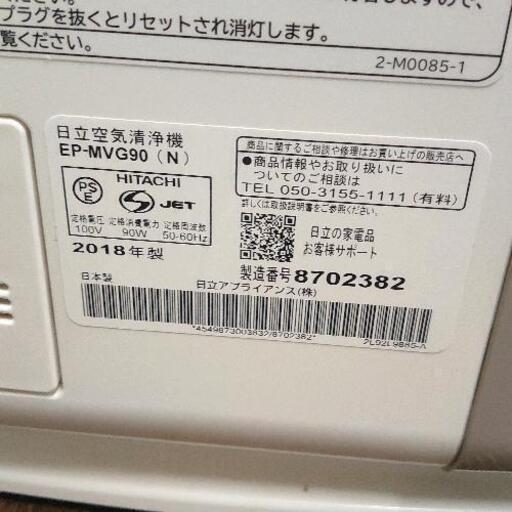 プラグを抜くとリセットされ消灯します。
覧ください。
2-M0085-1
日立空気清浄機
EP-MVG90（N）
PSE
HITACHI
S JET
定格電圧 定格消費電力 定格周波数
100V 90W 50-60Hz
2018年製
日本製
商品に関するご相談や修理はお買い上げの販売店へ
●商品情報やお取り扱いに
ついてのご相談は
TEL 050-3155-1111（有料）
詳しくは取扱説明書をご参照ください。
日立の家電品
お客様サポート
製造番号8702382
日立アプライアンス(株)
*4549873003832/8702382*